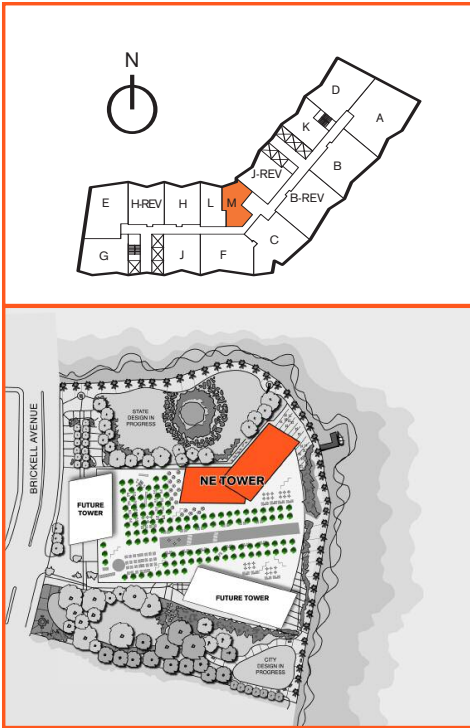 N
D
A
K
B
J-REV
B-REV
E
H-REV
H
L
M
G
J
F
C
BRICKELL AVENUE
STATE
DESIGN IN
PROGRESS
NE TOWER
FUTURE
TOWER
FUTURE TOWER
CITY
DESIGN IN
PROGRESS